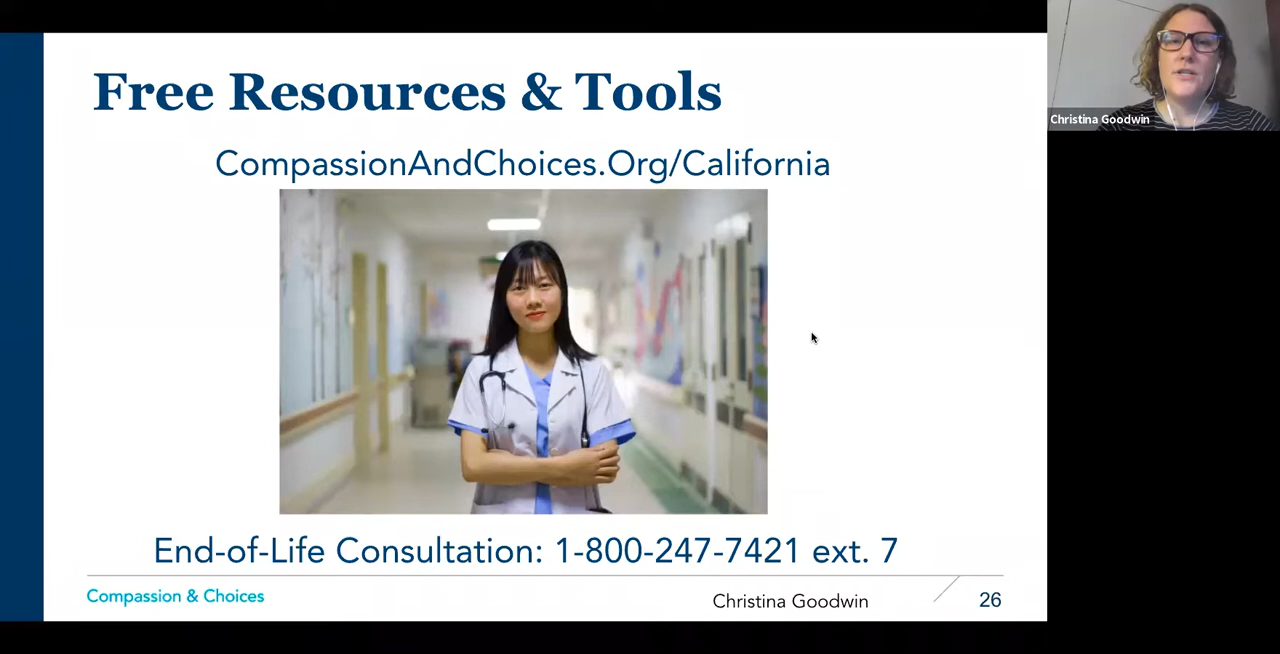 Free Resources & Tools
CompassionAndChoices.Org/California
End-of-Life Consultation: 1-800-247-7421 ext. 7
Compassion & Choices
Christina Goodwin
26
Christina Goodwin